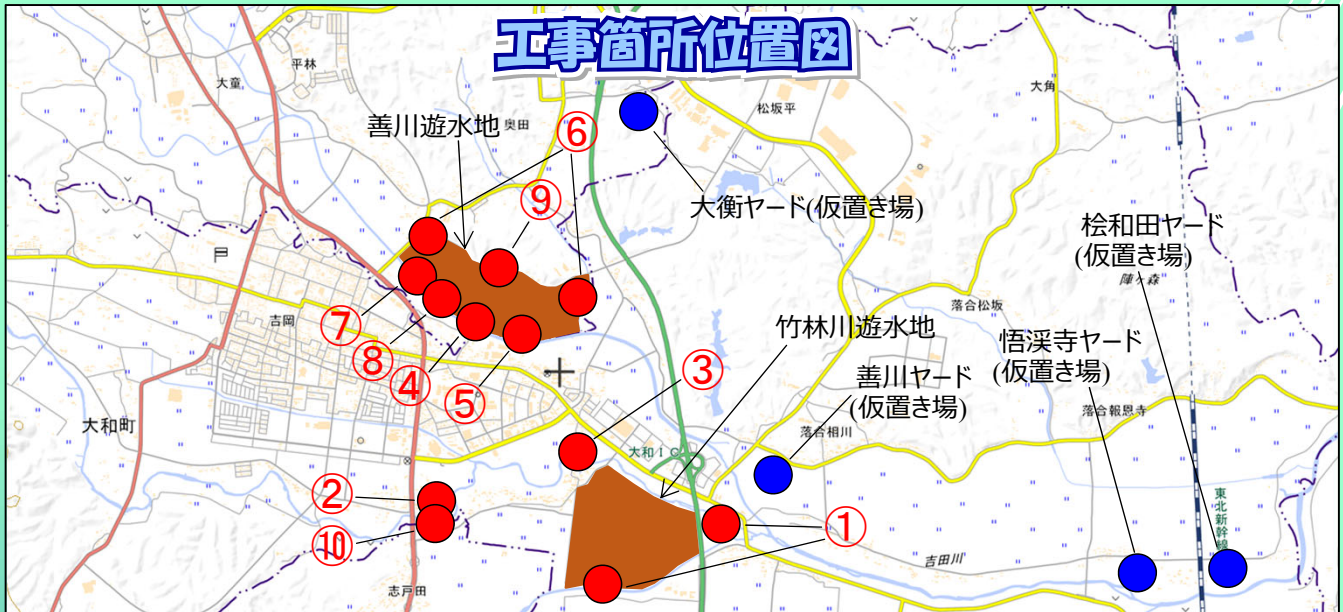 工事箇所位置図
平林
大童
善川遊水地
奥田
⑥
松坂平
大角
⑨
大衡ヤード(仮置き場)
桧和田ヤード
(仮置き場)
陣ヶ森
吉岡
⑦
⑧
④
⑤
③
竹林川遊水地
落合松坂
悟渓寺ヤード
(仮置き場)
善川ヤード
(仮置き場)
落合報恩寺
大和町
落合相川
大和IC
②
⑩
①
東北新幹線
吉田川
志戸田